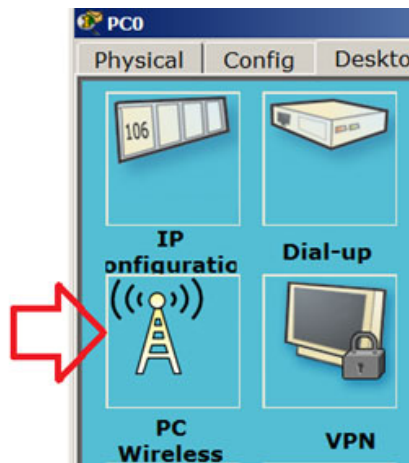 PC0
Physical Config Deskto
106
IP
onfiguratio
Dial-up
PC
Wireless
VPN